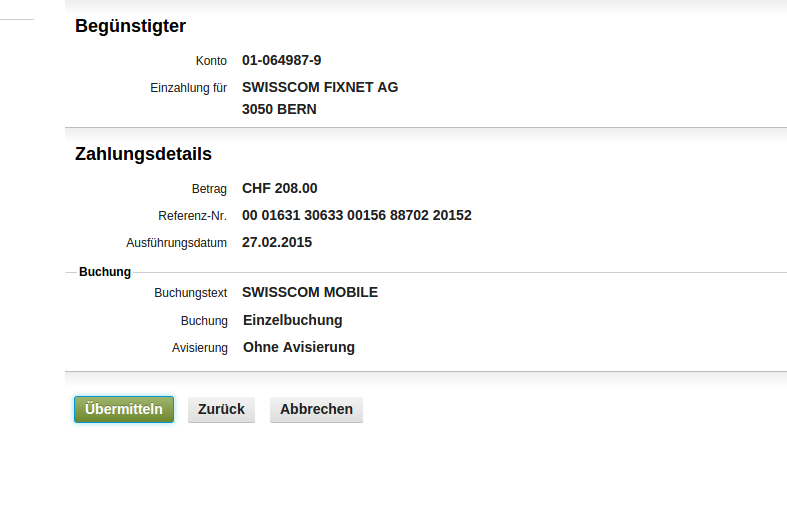 Begünstigter
Konto 01-064987-9
Einzahlung für SWISSCOM FIXNET AG
3050 BERN
Zahlungsdetails
Betrag CHF 208.00
Referenz-Nr. 00 01631 30633 00156 88702 20152
Ausführungsdatum 27.02.2015
Buchung
Buchungstext SWISSCOM MOBILE
Buchung Einzelbuchung
Avisierung Ohne Avisierung
Übermitteln Zurück Abbrechen